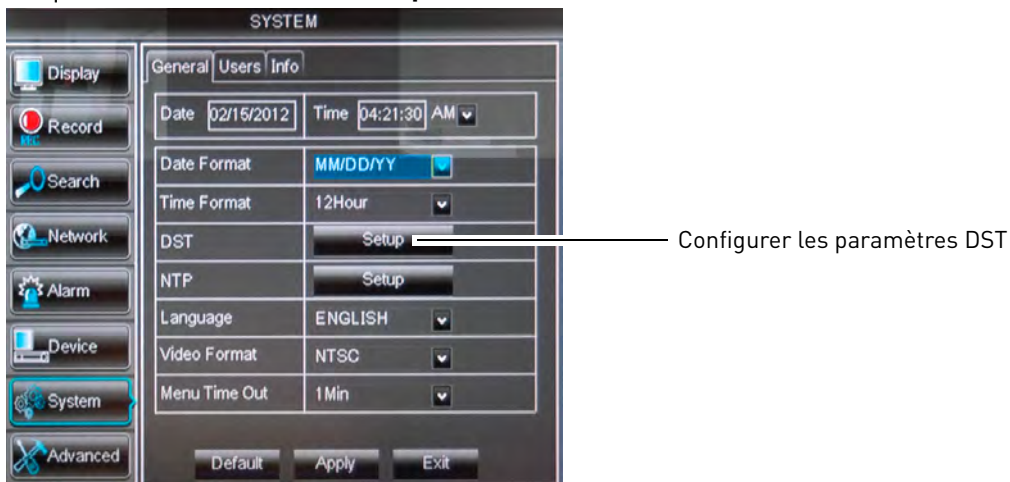 SYSTEM
Display
Record
REC
Search
Network
Alarm
Device
System
Advanced
General Users Info
Date 02/15/2012 Time 04:21:30 AM
Date Format MM/DD/YY
Time Format 12Hour
DST Setup
NTP Setup
Language ENGLISH
Video Format NTSC
Menu Time Out 1Min
Default Apply Exit
Configurer les paramètres DST